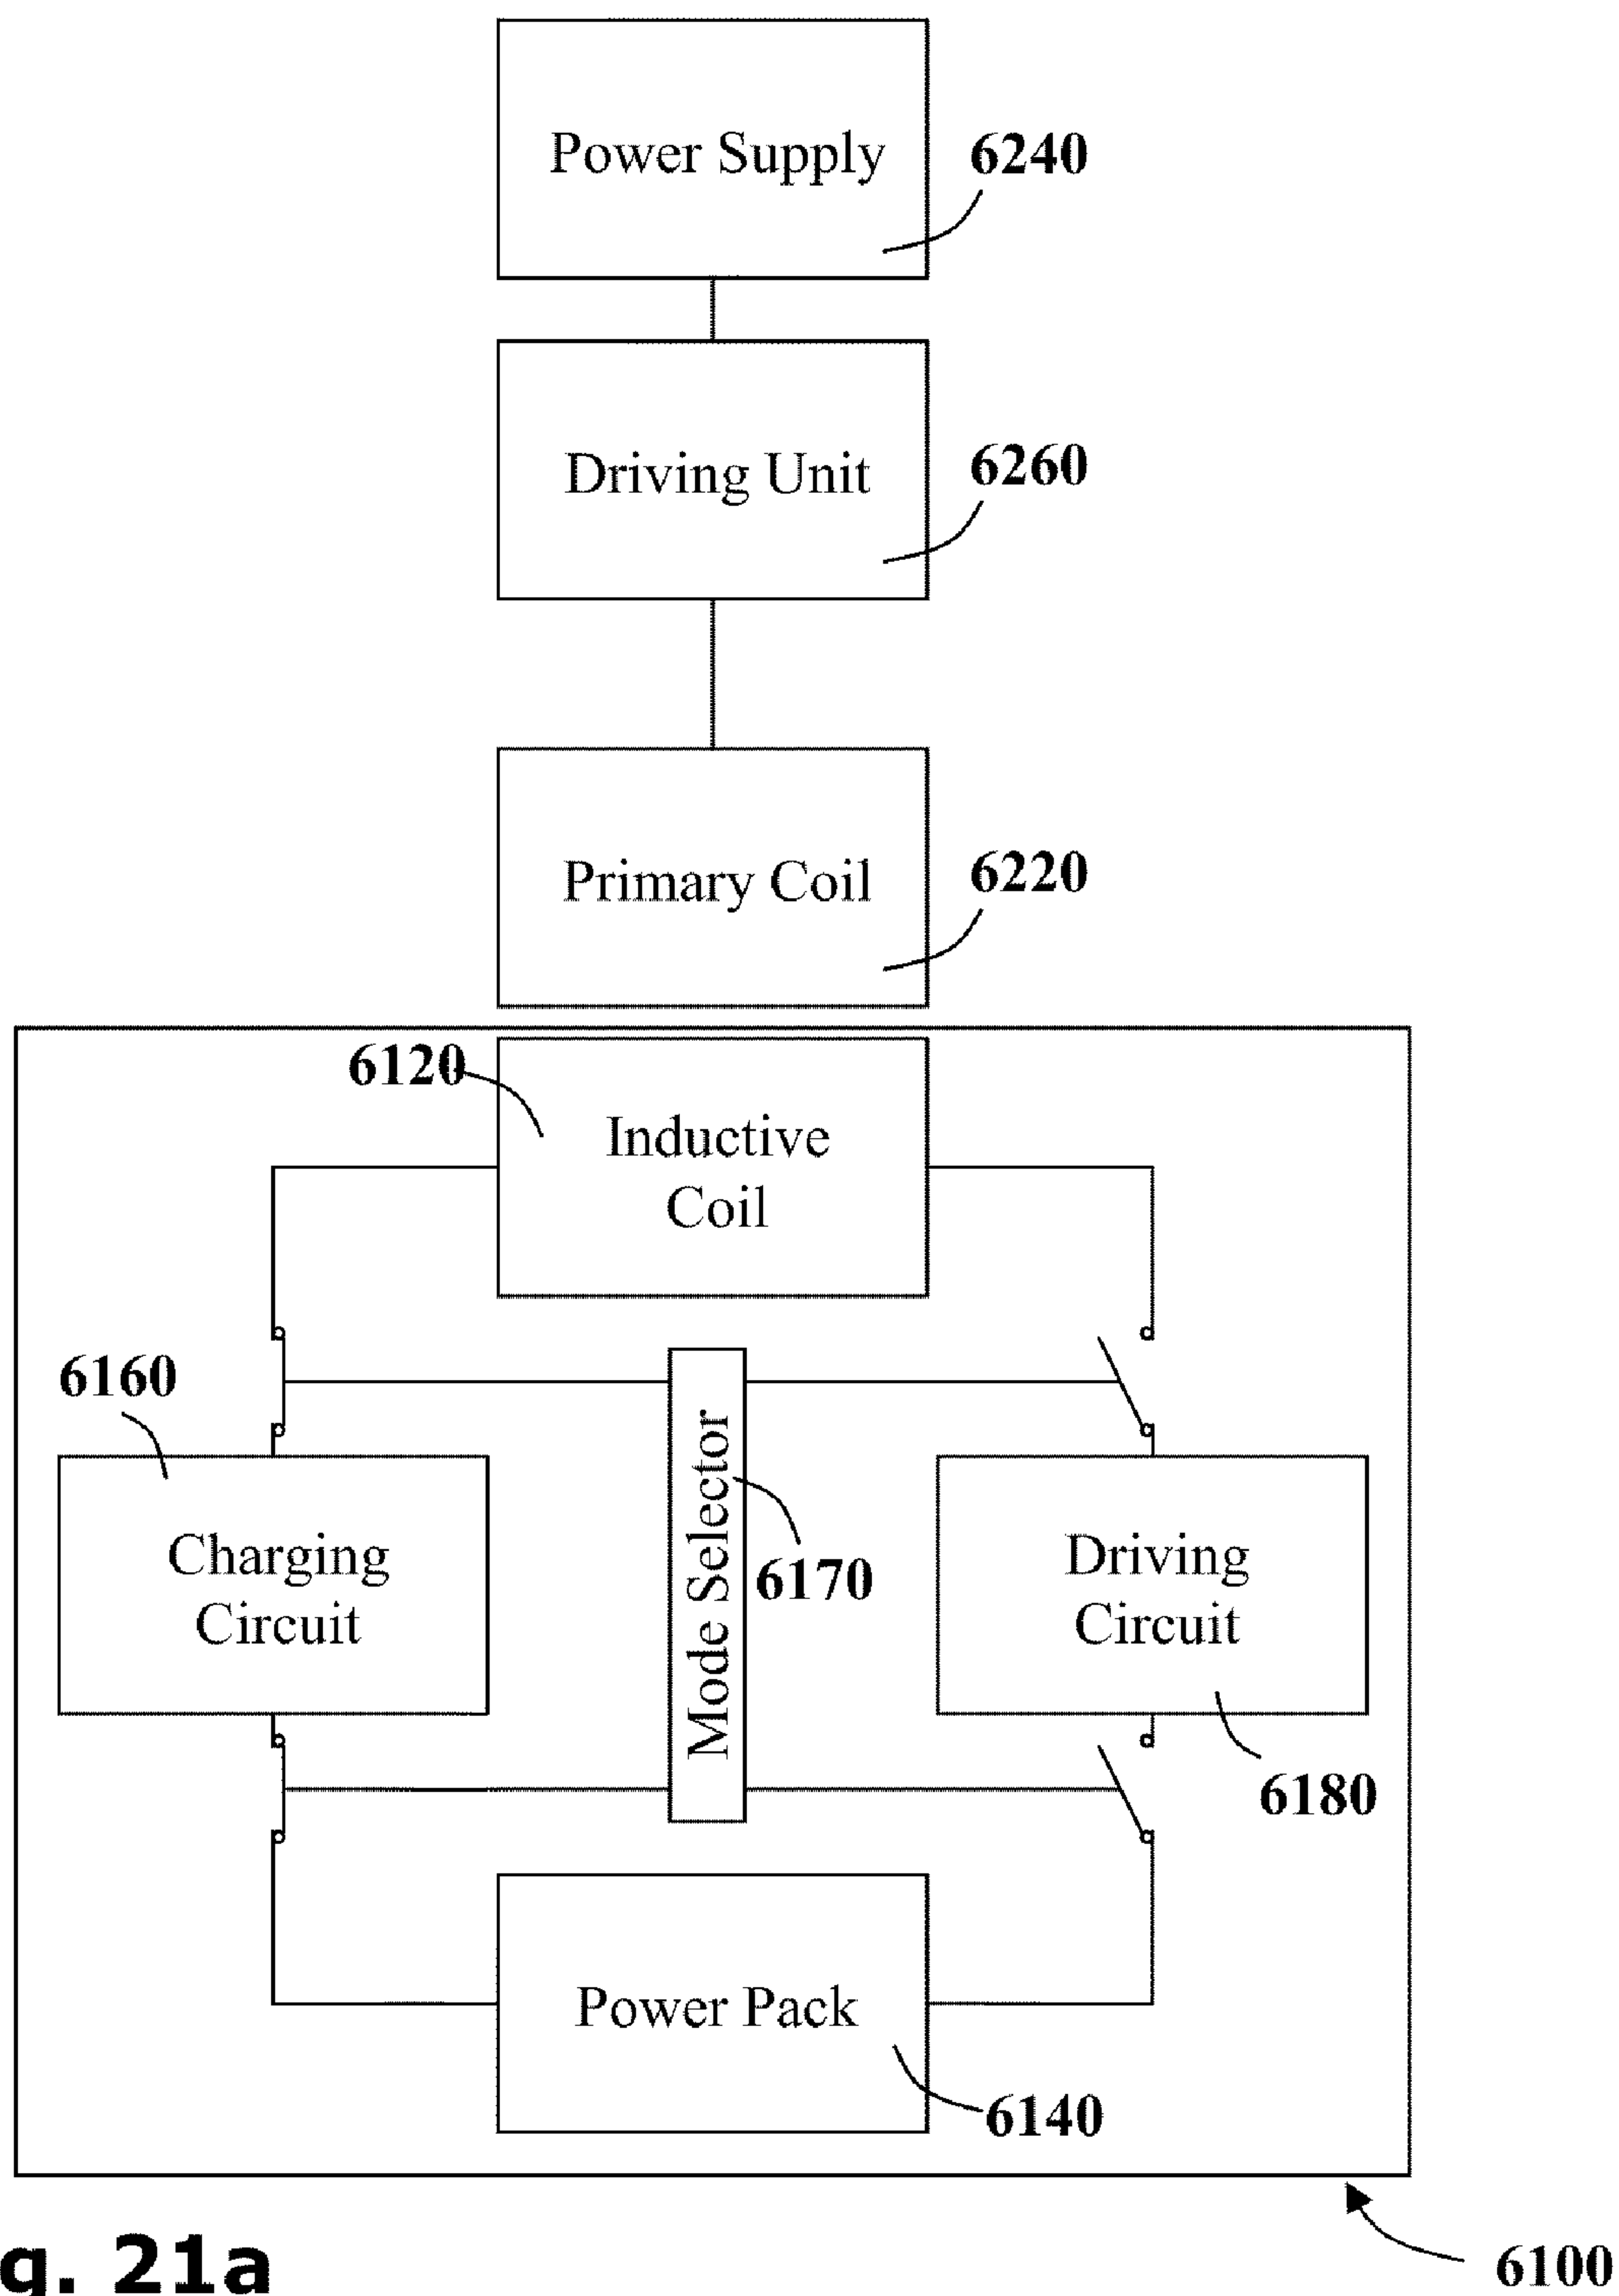 Power Supply
6240
Driving Unit
6260
Primary Coil
6220
6120
Inductive
Coil
6160
Charging
Circuit
Mode Selector
6170
Driving
Circuit
6180
Power Pack
6140
g. 21a
6100